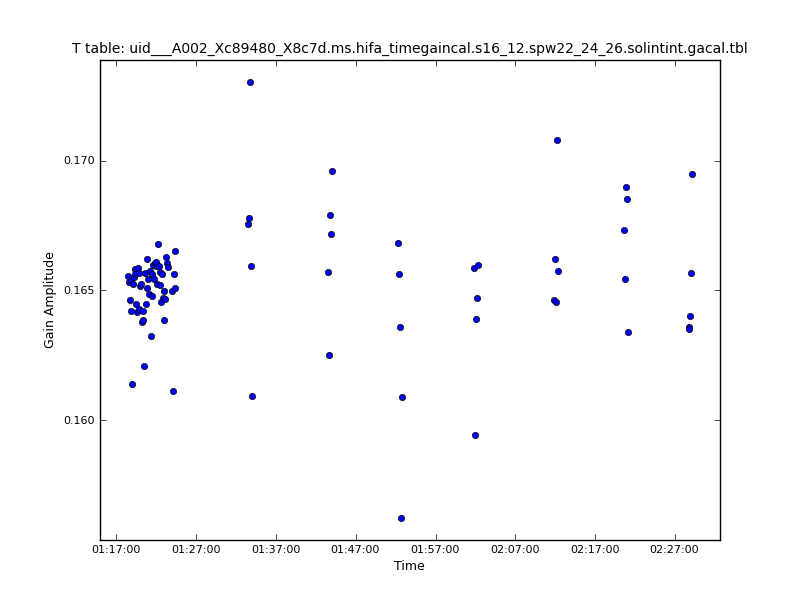 T table: uid___A002_Xc89480_X8c7d.ms.hifa_timegaincal.s16_12.spw22_24_26.solintint.gacal.tbl
0.170
0.165
0.160
Gain Amplitude
01:17:00 01:27:00 01:37:00 01:47:00 01:57:00 02:07:00 02:17:00 02:27:00
Time